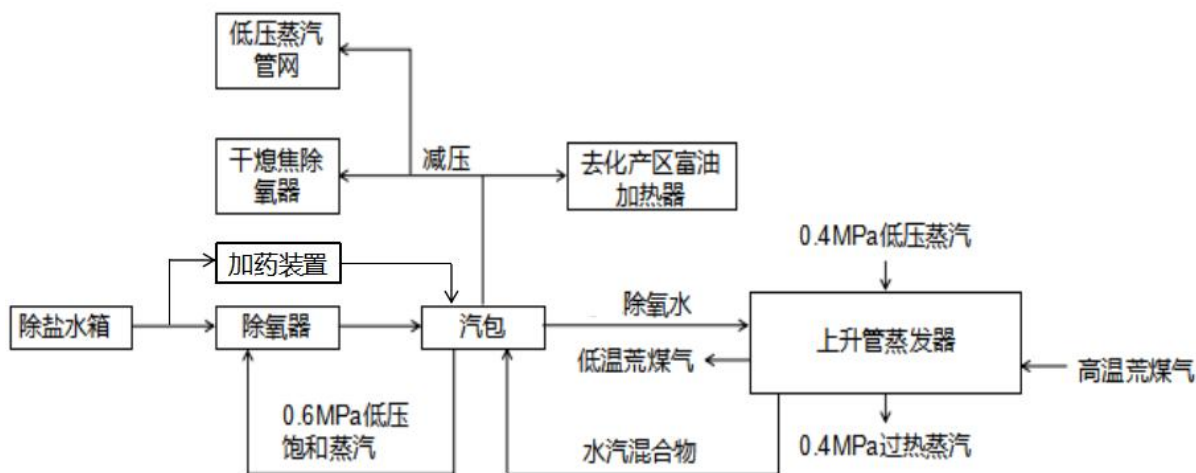 低压蒸汽
管网
干熄焦除
氧器
减压
去化产区富油
加热器
0.4MPa低压蒸汽
加药装置
除盐水箱
除氧器
汽包
除氧水
上升管蒸发器
低温荒煤气
高温荒煤气
0.6MPa低压
饱和蒸汽
水汽混合物
0.4MPa过热蒸汽